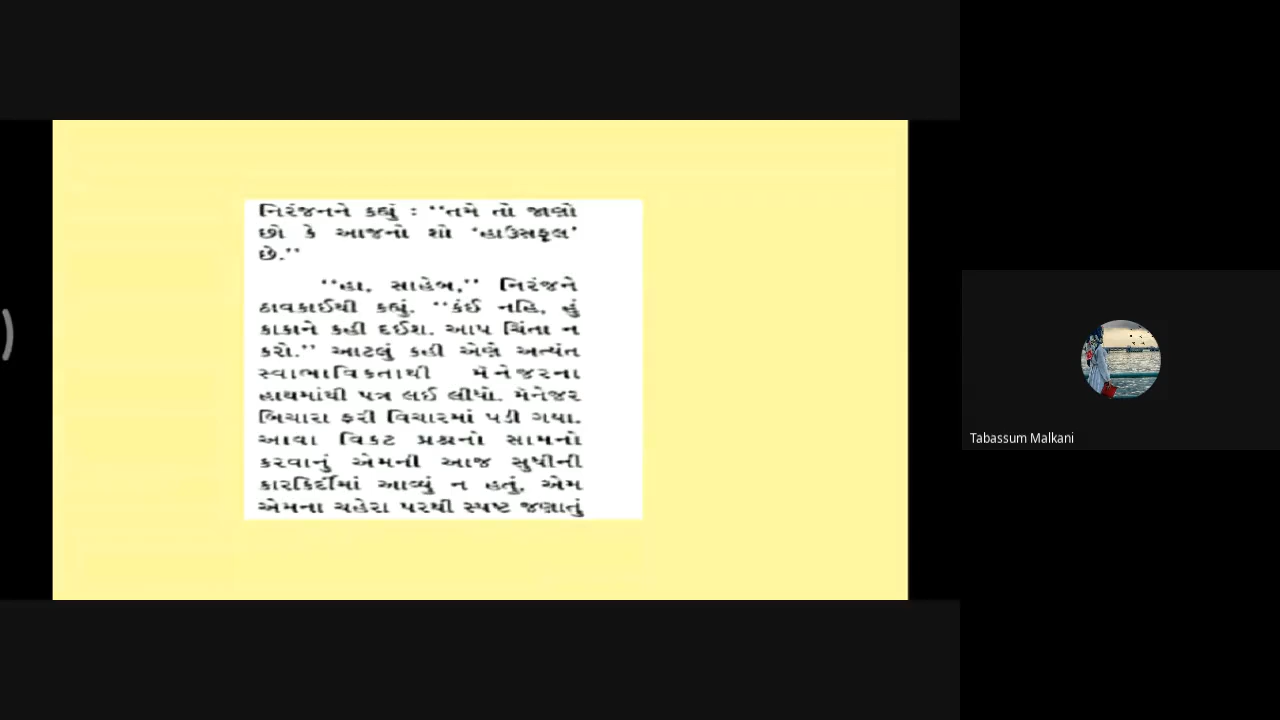 નિરંજનને કહ્યું : ‘‘તમે તો જાણો
છો કે આજનો શો ‘હાઉસફૂલ’
છે.’’
‘‘હા, સાહેબ,’’ નિરંજને
ઠાવકાઈથી કહ્યું. ‘‘કંઈ નહિ, હું
કાકાને કહી દઈશ. આપ ચિંતા ન
કરો.’’ આટલું કહી એણે અત્યંત
સ્વાભાવિકતાથી મૅનેજરના
હાથમાંથી પત્ર લઈ લીધો. મૅનેજર
બિચારા ફરી વિચારમાં પડી ગયા.
આવા વિકટ પ્રશ્નનો સામનો
કરવાનું એમની આજ સુધીની
કારકિર્દીમાં આવ્યું ન હતું, એમ
એમના ચહેરા પરથી સ્પષ્ટ જણાતું
Tabassum Malkani